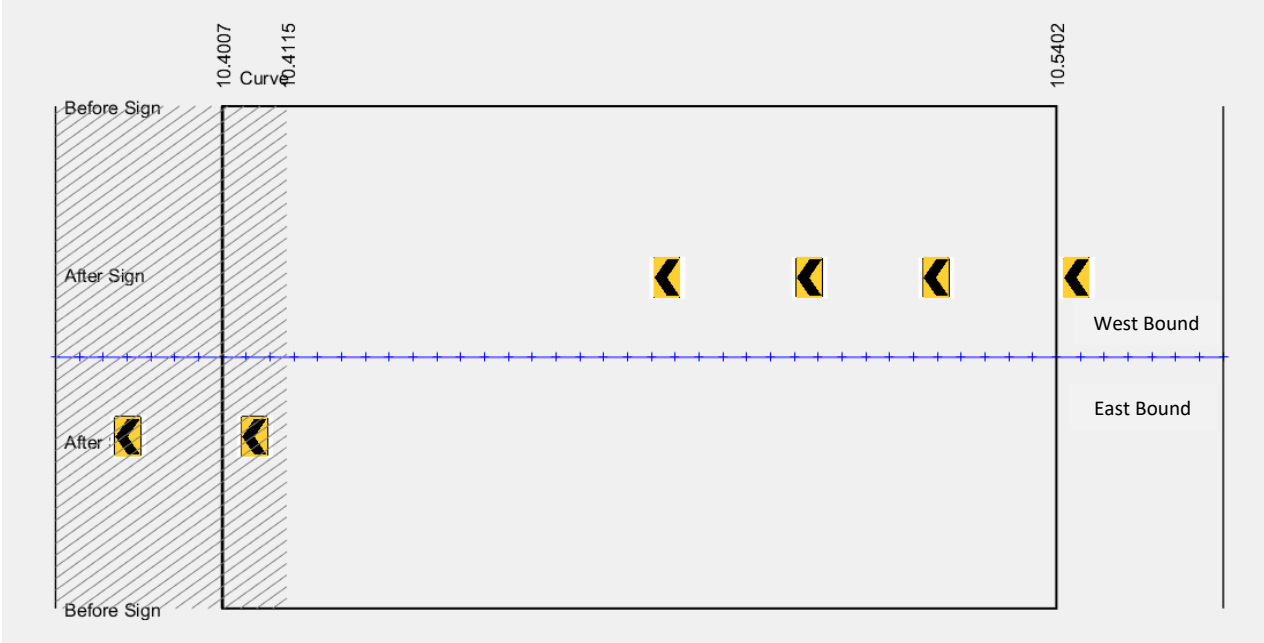 10.4007
10.4115
10.5402
Curve
Before Sign
After Sign
West Bound
East Bound
After
Before Sign